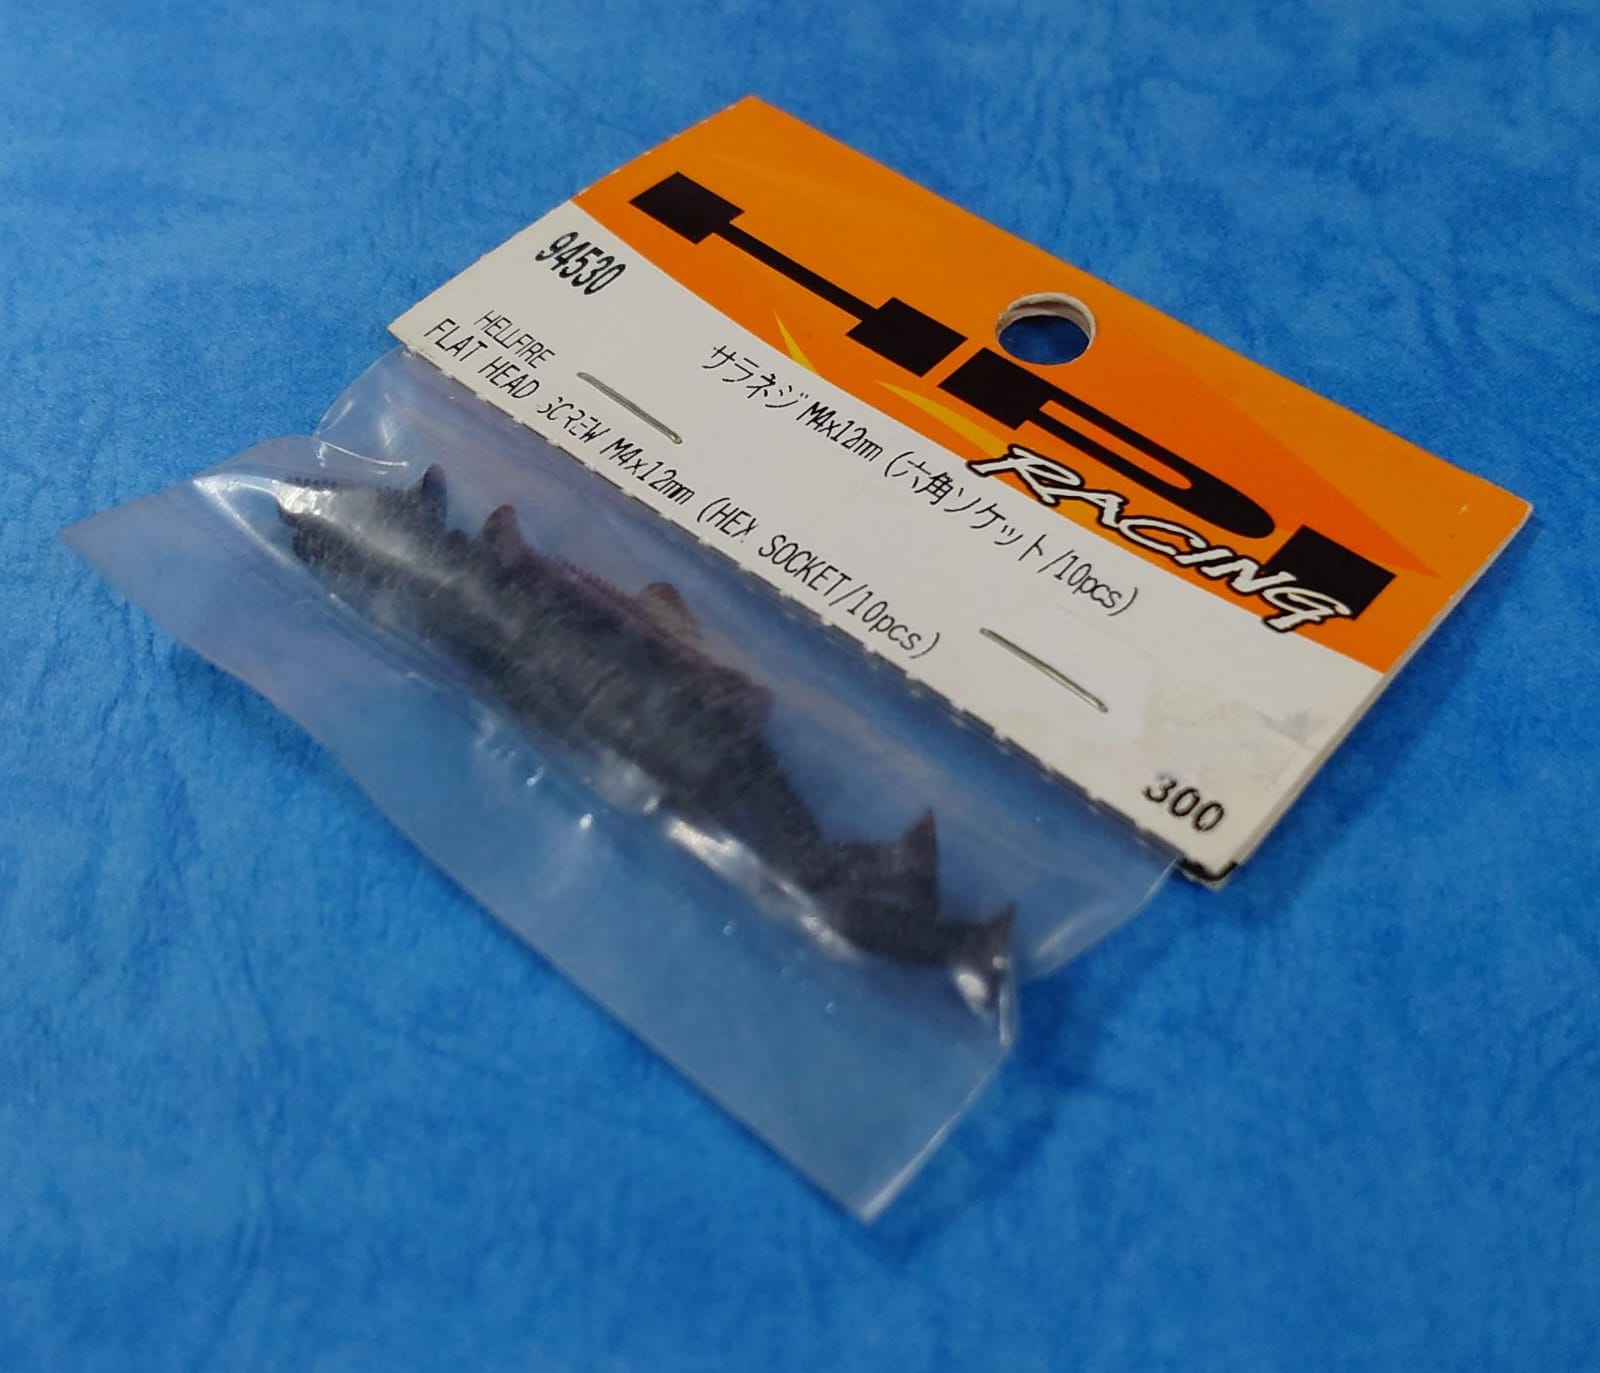 HPI
RACING
94530
サラネジ M4x12mm (六角ソケット/10pcs)
HELLFIRE
FLAT HEAD SCREW M4x12mm (HEX SOCKET/10pcs)
300